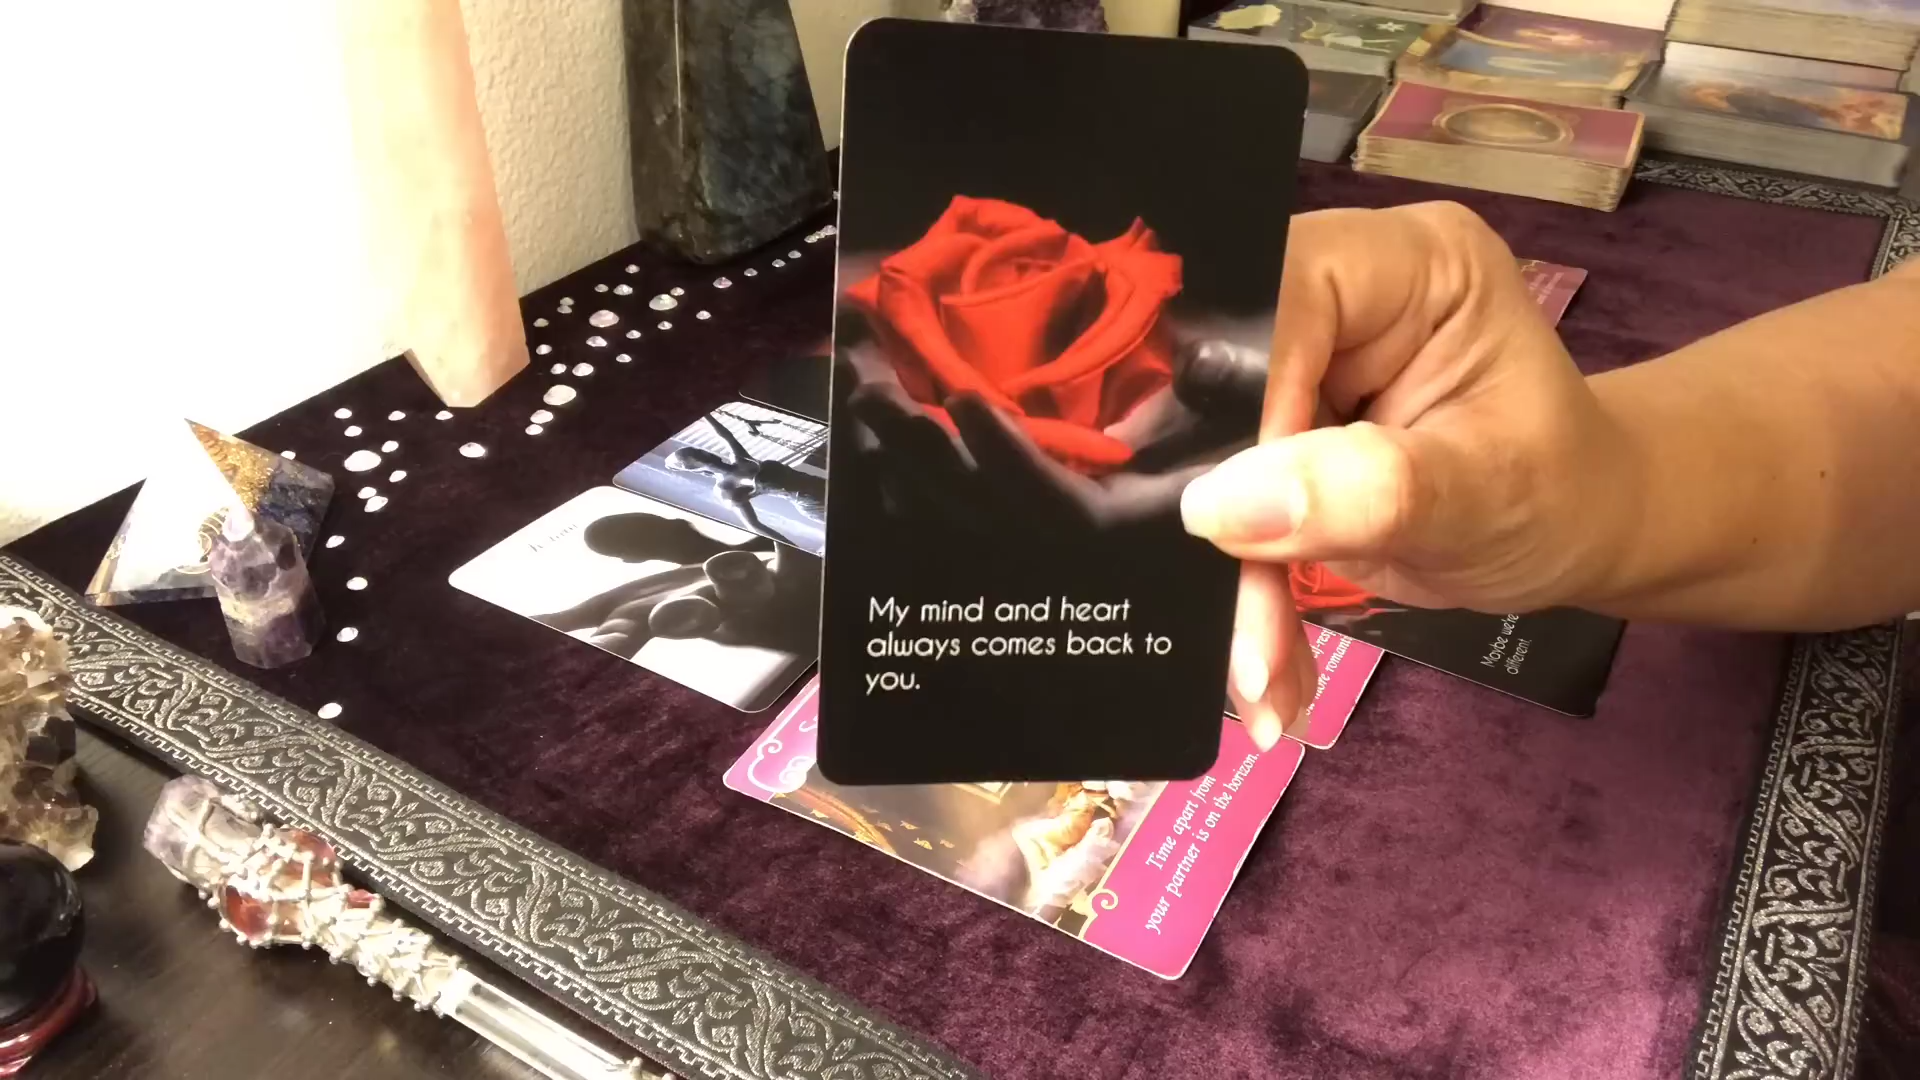 My mind and heart
always comes back to
you.
Maybe we're
different.
Time apart from
your partner is on the horizon.